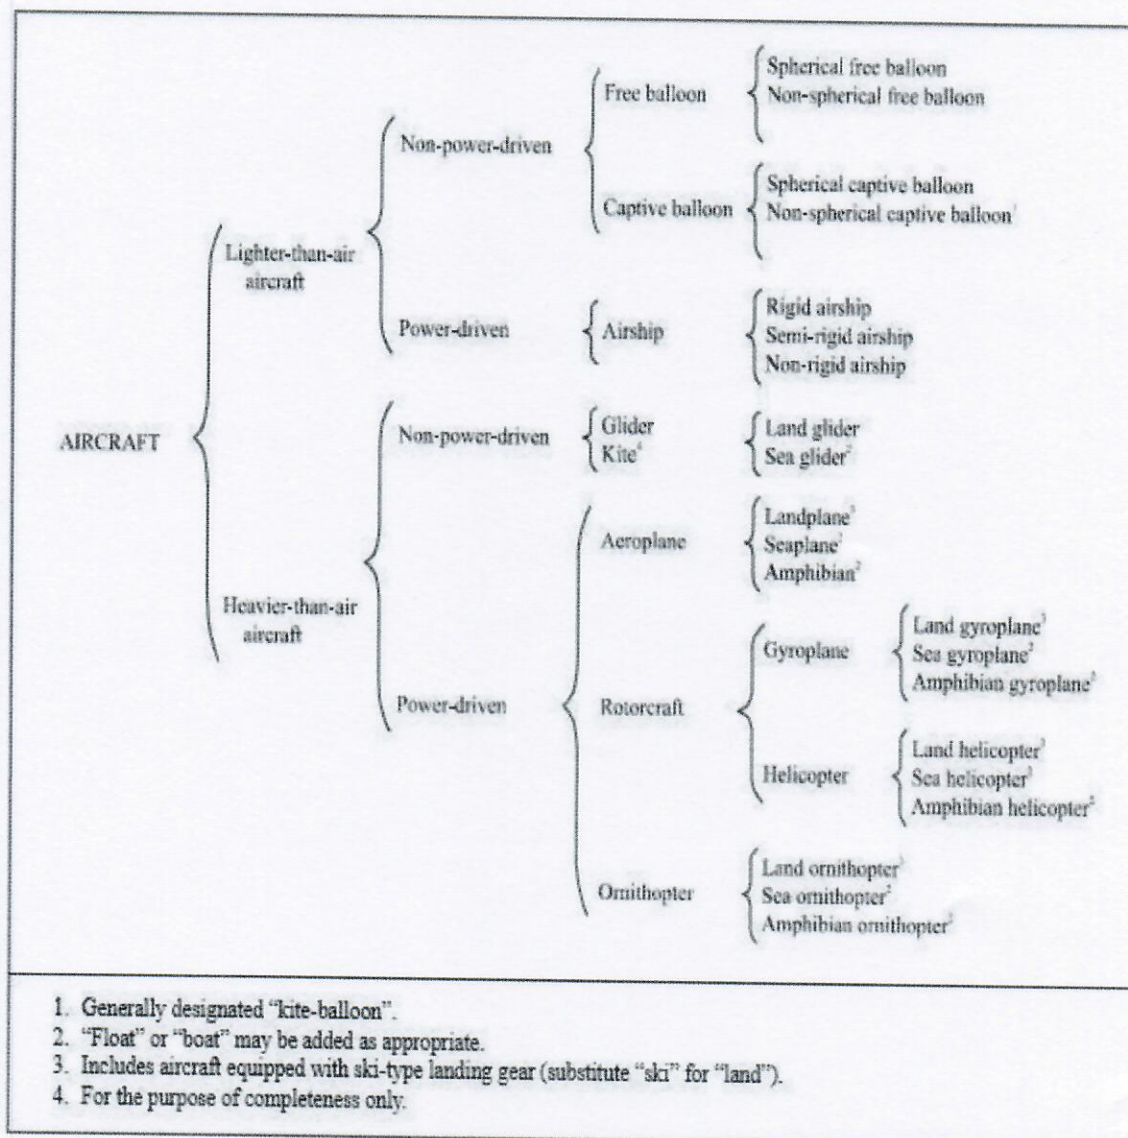 Spherical free balloon
Free balloon
Non-spherical free balloon
Non-power-driven
Spherical captive balloon
Captive balloon
Non-spherical captive balloon¹
Lighter-than-air
aircraft
Rigid airship
Power-driven
Airship
Semi-rigid airship
Non-rigid airship
AIRCRAFT
Non-power-driven
Glider
Kite⁴
Land glider
Sea glider²
Landplane³
Aeroplane
Seaplane²
Amphibian²
Heavier-than-air
aircraft
Land gyroplane³
Gyroplane
Sea gyroplane²
Amphibian gyroplane²
Power-driven
Rotorcraft
Land helicopter³
Helicopter
Sea helicopter²
Amphibian helicopter²
Land ornithopter³
Ornithopter
Sea ornithopter²
Amphibian ornithopter²
1. Generally designated “kite-balloon”.
2. “Float” or “boat” may be added as appropriate.
3. Includes aircraft equipped with ski-type landing gear (substitute “ski” for “land”).
4. For the purpose of completeness only.